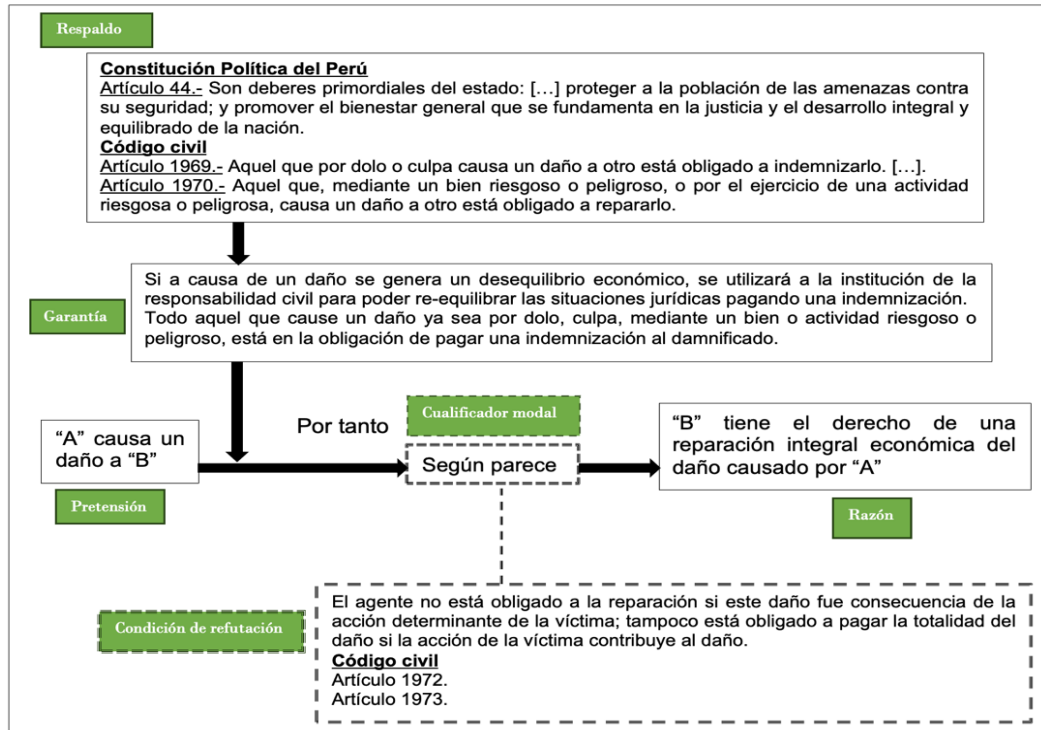 Respaldo
Constitución Política del Perú
Artículo 44.- Son deberes primordiales del estado: […] proteger a la población de las amenazas contra
su seguridad; y promover el bienestar general que se fundamenta en la justicia y el desarrollo integral y
equilibrado de la nación.
Código civil
Artículo 1969.- Aquel que por dolo o culpa causa un daño a otro está obligado a indemnizarlo. […].
Artículo 1970.- Aquel que, mediante un bien riesgoso o peligroso, o por el ejercicio de una actividad
riesgosa o peligrosa, causa un daño a otro está obligado a repararlo.
Garantía
Si a causa de un daño se genera un desequilibrio económico, se utilizará a la institución de la
responsabilidad civil para poder re-equilibrar las situaciones jurídicas pagando una indemnización.
Todo aquel que cause un daño ya sea por dolo, culpa, mediante un bien o actividad riesgoso o
peligroso, está en la obligación de pagar una indemnización al damnificado.
“A” causa un
daño a “B”
Pretensión
Por tanto
Cualificador modal
Según parece
“B” tiene el derecho de una
reparación integral económica del
daño causado por “A”
Razón
Condición de refutación
El agente no está obligado a la reparación si este daño fue consecuencia de la
acción determinante de la víctima; tampoco está obligado a pagar la totalidad del
daño si la acción de la víctima contribuye al daño.
Código civil
Artículo 1972.
Artículo 1973.